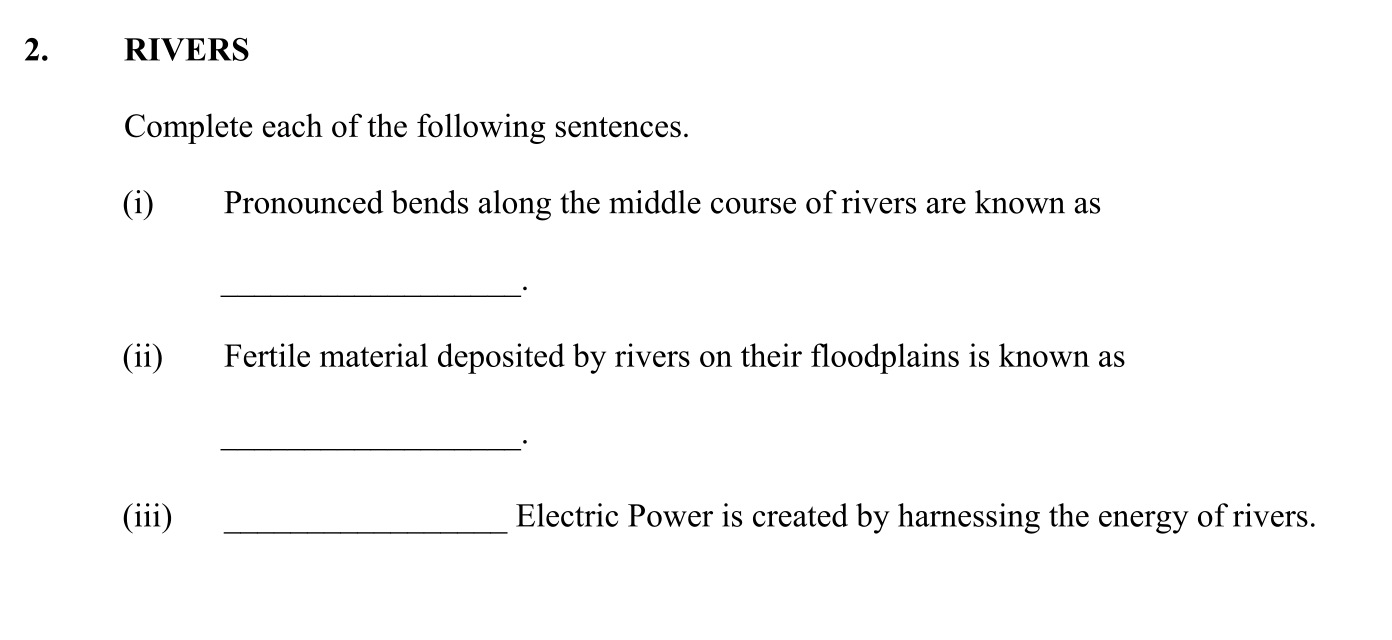 2. RIVERS
Complete each of the following sentences.
(i) Pronounced bends along the middle course of rivers are known as
__________________.
(ii) Fertile material deposited by rivers on their floodplains is known as
__________________.
(iii) _________________ Electric Power is created by harnessing the energy of rivers.